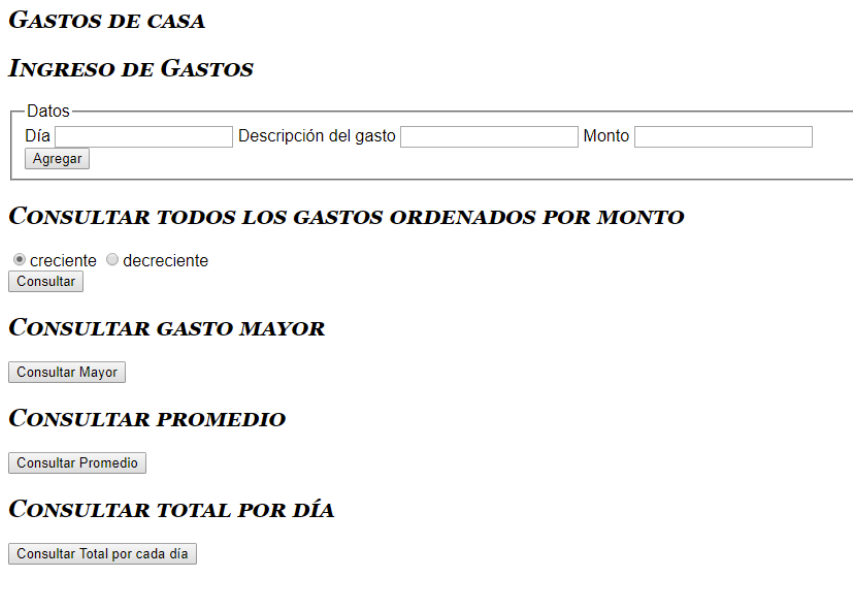 Gastos de casa
Ingreso de Gastos
Datos
Día Descripción del gasto Monto
Agregar
Consultar todos los gastos ordenados por monto
creciente decreciente
Consultar
Consultar gasto mayor
Consultar Mayor
Consultar promedio
Consultar Promedio
Consultar total por día
Consultar Total por cada día